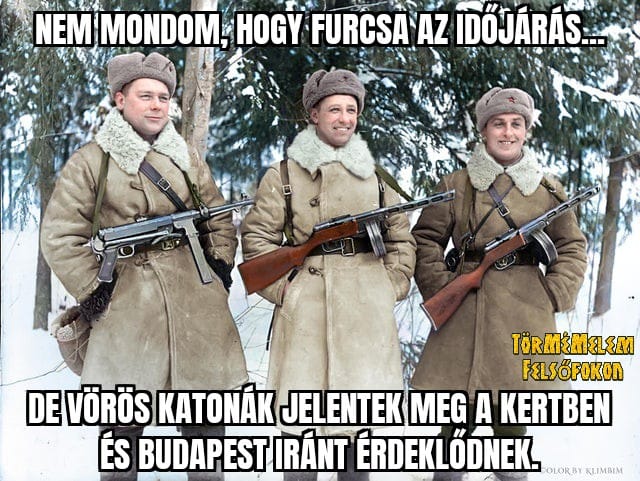 NEM MONDOM, HOGY FURCSA AZ IDŐJÁRÁS...
TörMéMelem
Felsőfokon
DE VÖRÖS KATONÁK JELENTEK MEG A KERTBEN
ÉS BUDAPEST IRÁNT ÉRDEKLŐDNEK.
COLOR BY KLIMBIM